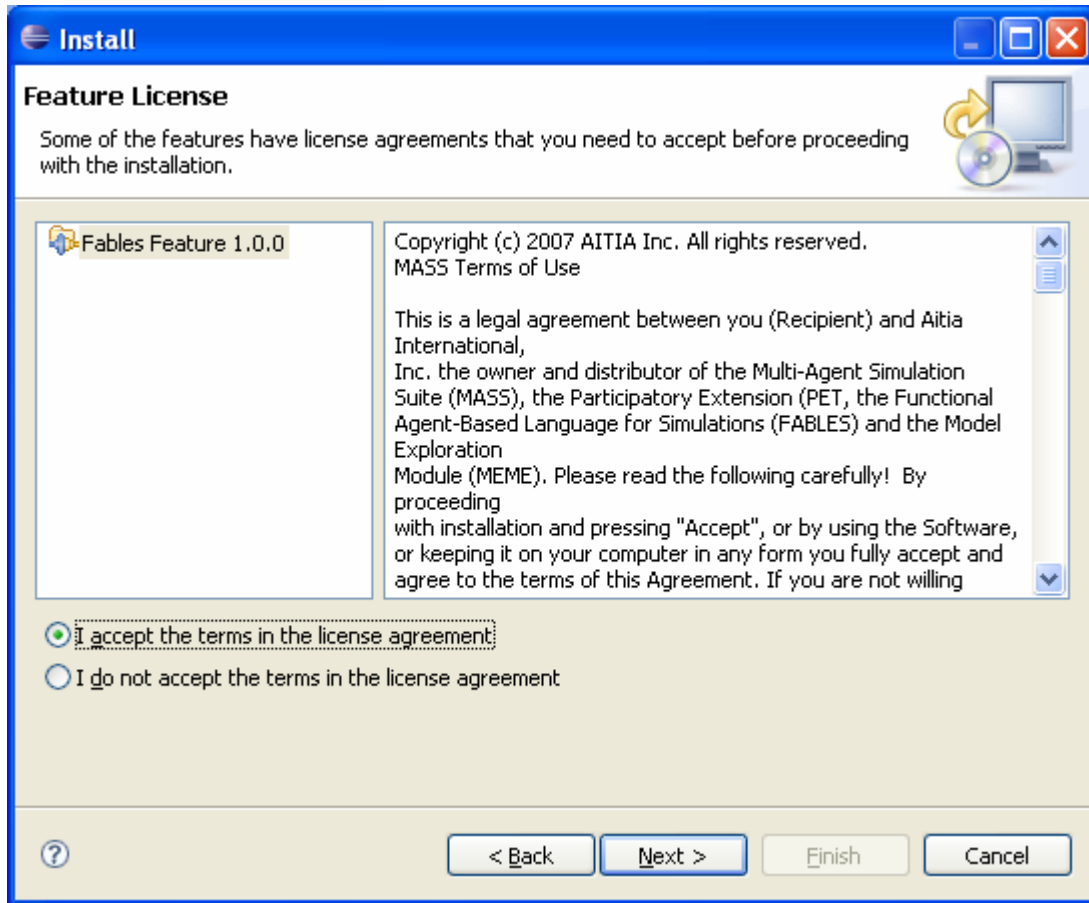 Install
Feature License
Some of the features have license agreements that you need to accept before proceeding
with the installation.
Fables Feature 1.0.0
Copyright (c) 2007 AITIA Inc. All rights reserved.
MASS Terms of Use
This is a legal agreement between you (Recipient) and Aitia
International,
Inc. the owner and distributor of the Multi-Agent Simulation
Suite (MASS), the Participatory Extension (PET, the Functional
Agent-Based Language for Simulations (FABLES) and the Model
Exploration
Module (MEME). Please read the following carefully!  By
proceeding
with installation and pressing "Accept", or by using the Software,
or keeping it on your computer in any form you fully accept and
agree to the terms of this Agreement. If you are not willing
I accept the terms in the license agreement
I do not accept the terms in the license agreement
?
< Back
Next >
Finish
Cancel